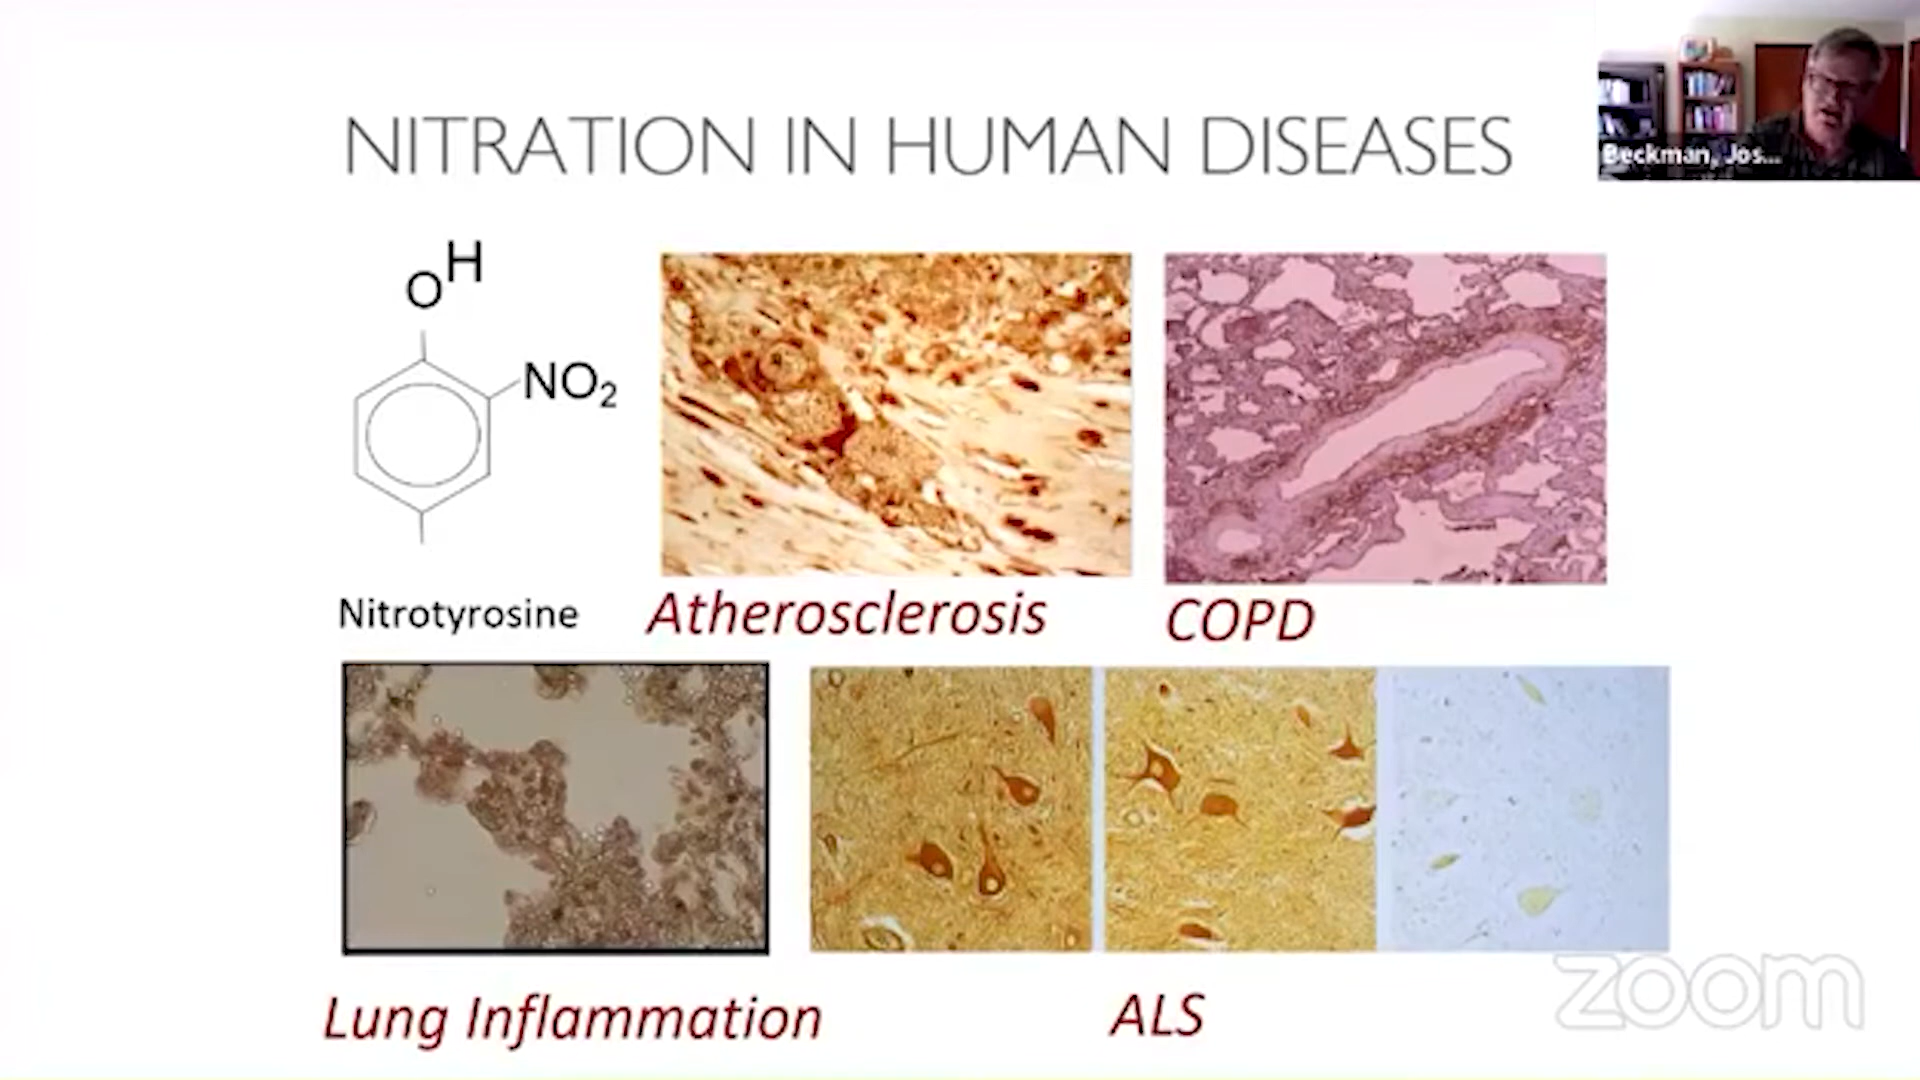 NITRATION IN HUMAN DISEASES
Beckman, Jos...
OH
NO₂
Nitrotyrosine
Atherosclerosis
COPD
Lung Inflammation
ALS
zoom